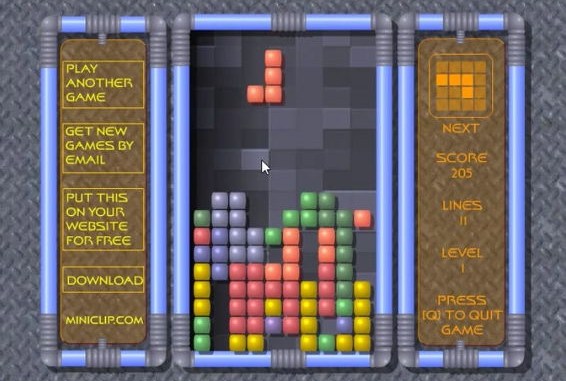 PLAY
ANOTHER
GAME
GET NEW
GAMES BY
EMAIL
PUT THIS
ON YOUR
WEBSITE
FOR FREE
DOWNLOAD
MINICLIP.COM
NEXT
SCORE
205
LINES
11
LEVEL
1
PRESS
[Q] TO QUIT
GAME